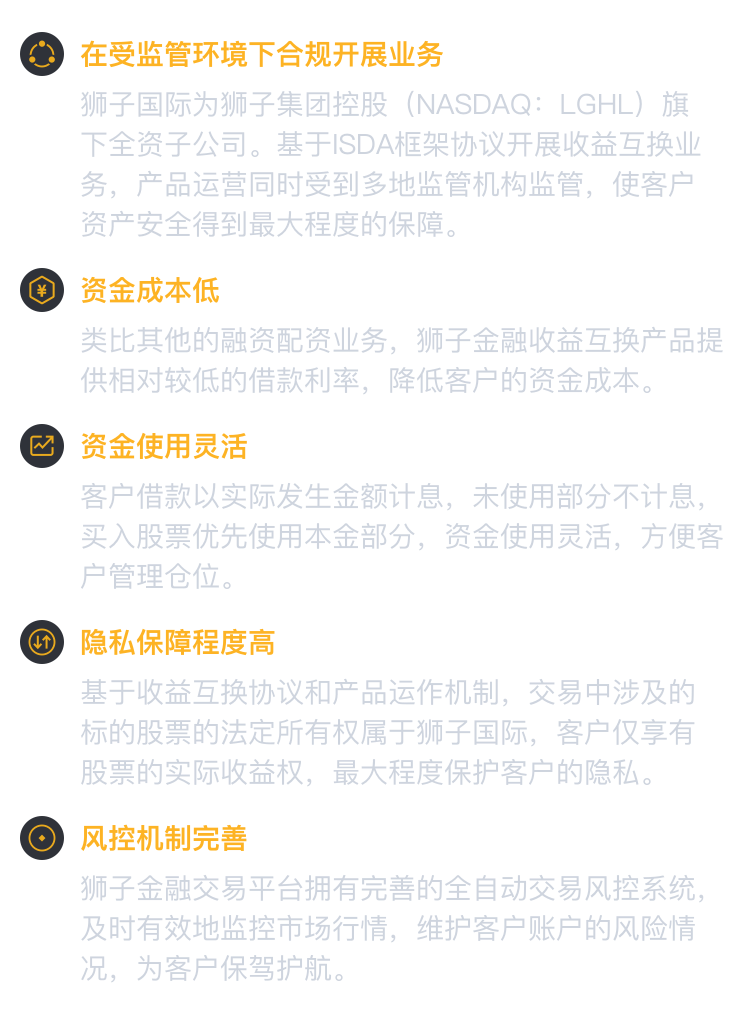 在受监管环境下合规开展业务
狮子国际为狮子集团控股（NASDAQ：LGHL）旗
下全资子公司。基于ISDA框架协议开展收益互换业
务，产品运营同时受到多地监管机构监管，使客户
资产安全得到最大程度的保障。
资金成本低
类比其他的融资配资业务，狮子金融收益互换产品提
供相对较低的借款利率，降低客户的资金成本。
资金使用灵活
客户借款以实际发生金额计息，未使用部分不计息，
买入股票优先使用本金部分，资金使用灵活，方便客
户管理仓位。
隐私保障程度高
基于收益互换协议和产品运作机制，交易中涉及的
标的股票的法定所有权属于狮子国际，客户仅享有
股票的实际收益权，最大程度保护客户的隐私。
风控机制完善
狮子金融交易平台拥有完善的全自动交易风控系统，
及时有效地监控市场行情，维护客户账户的风险情
况，为客户保驾护航。